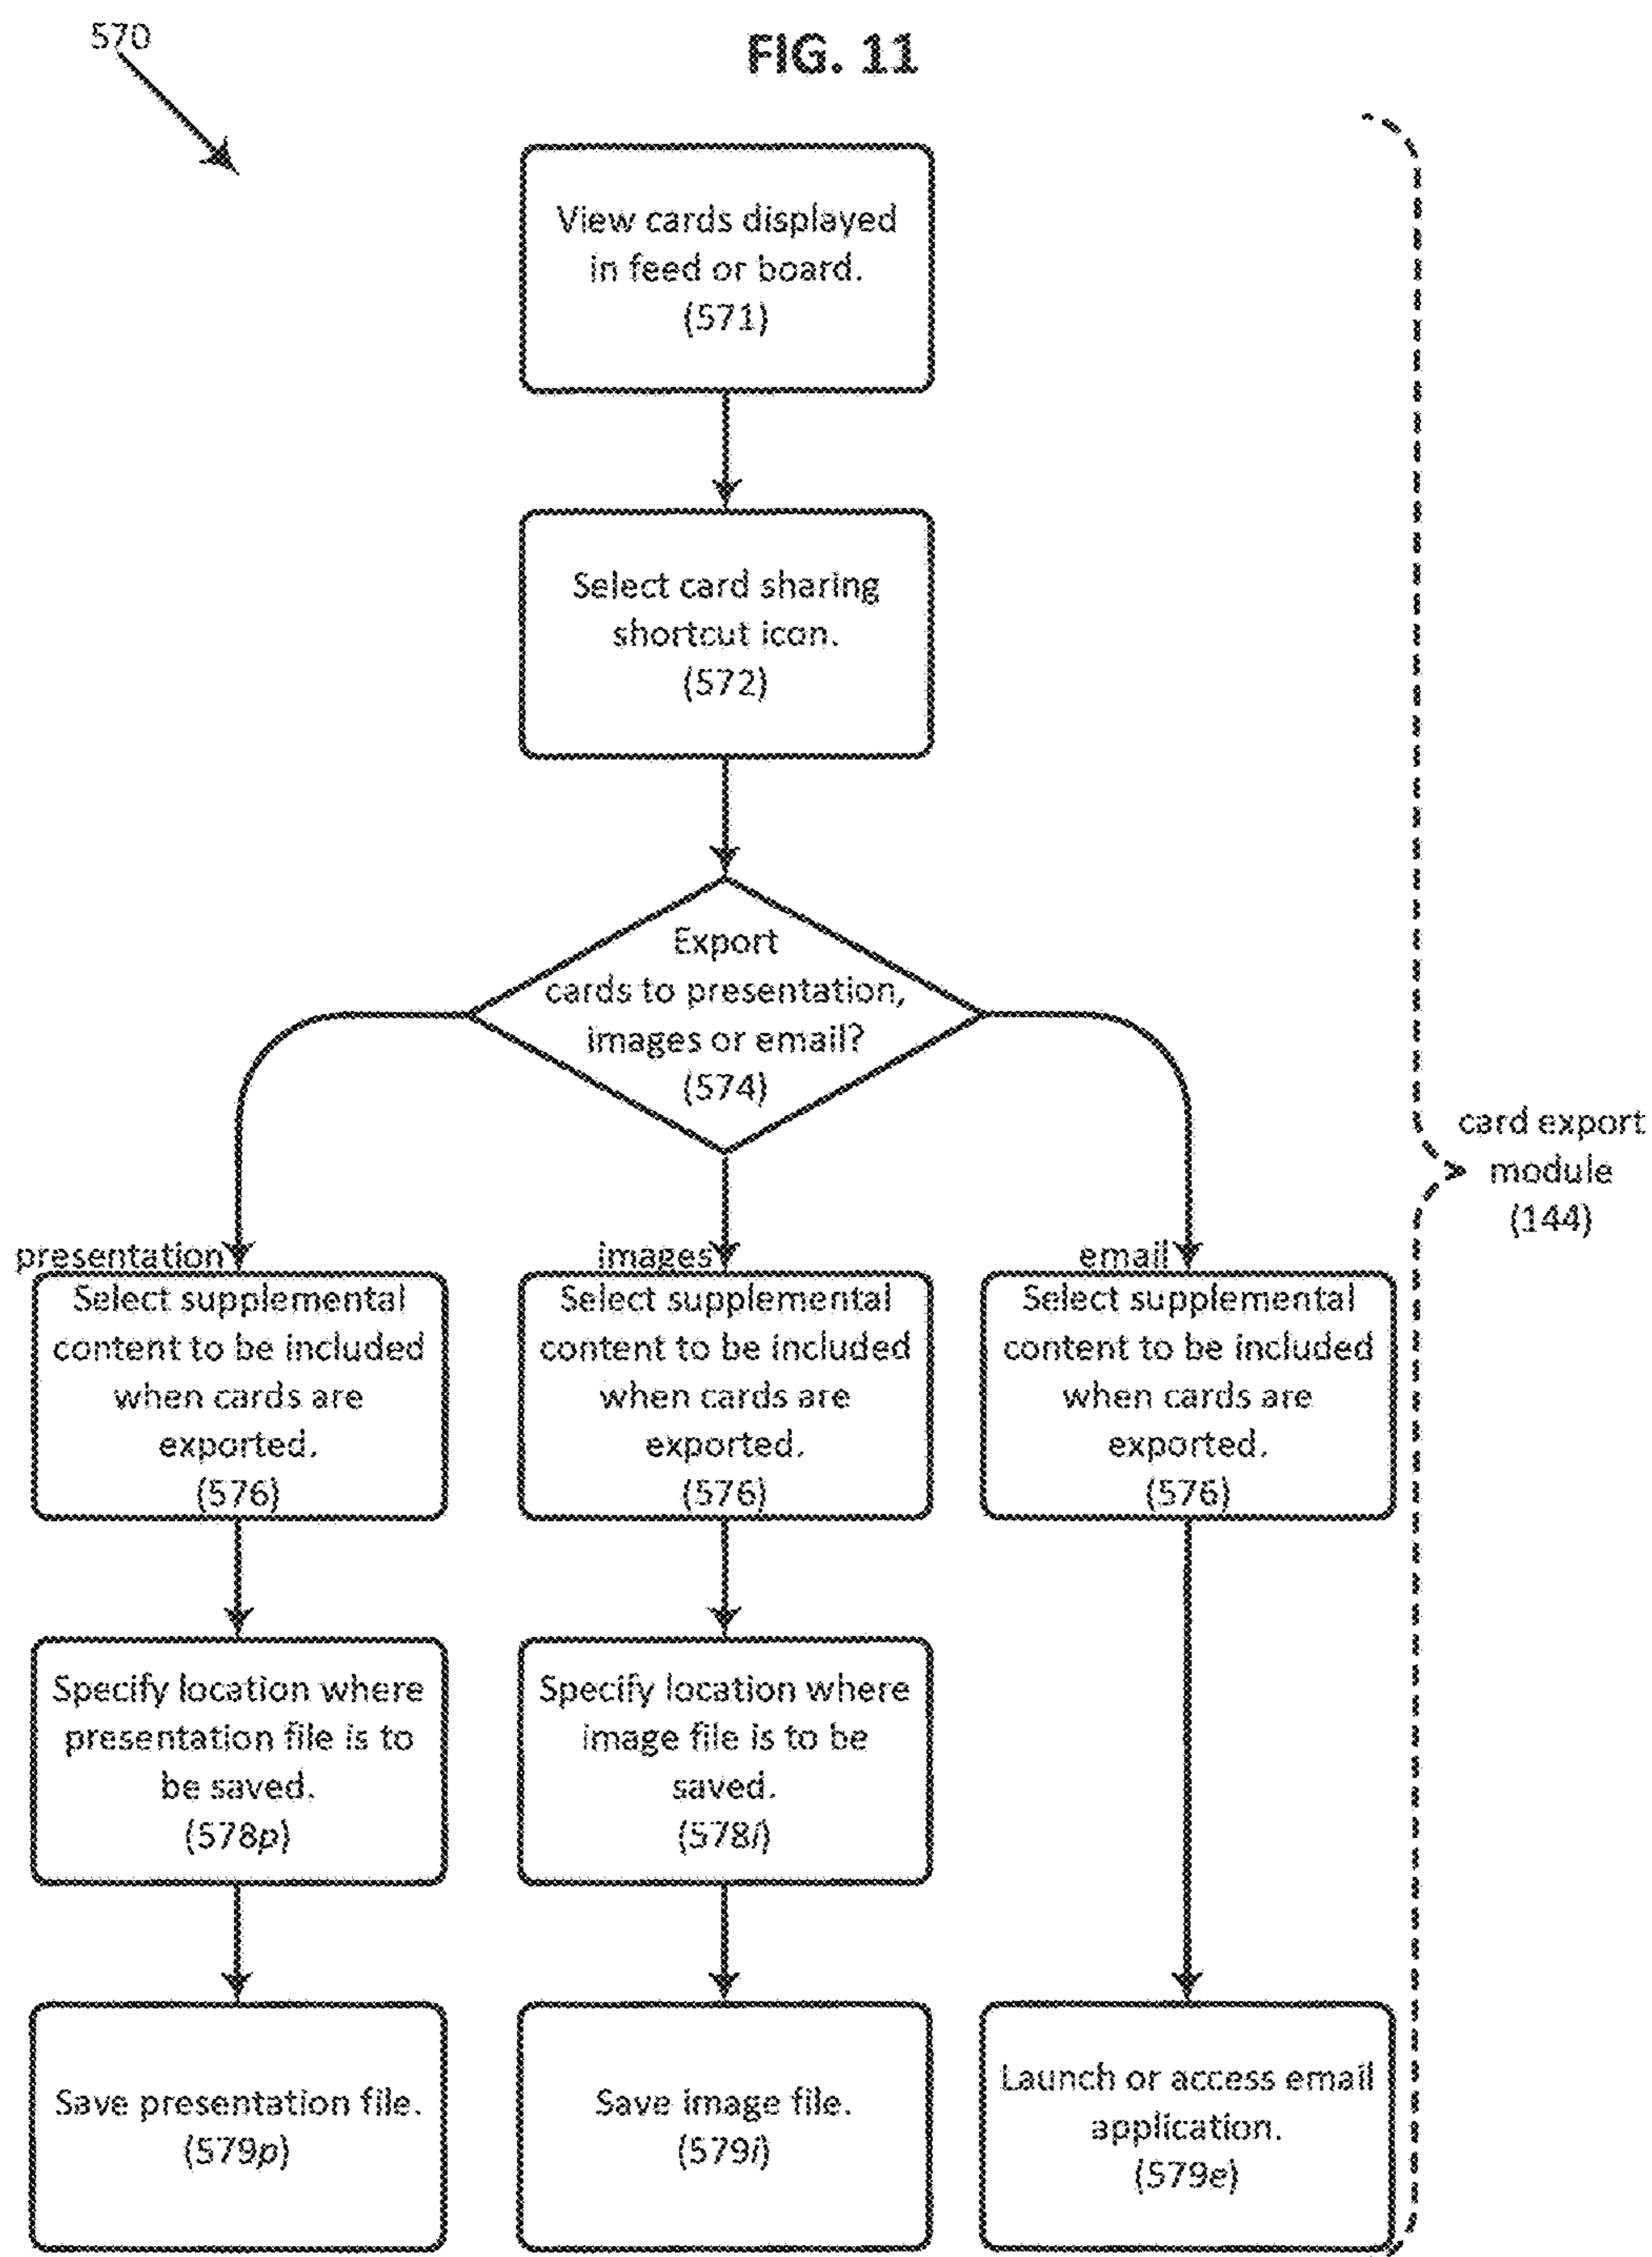 570
FIG. 11
View cards displayed
in feed or board.
(571)
Select card sharing
shortcut icon.
(572)
Export
cards to presentation,
images or email?
(574)
card export
module
(144)
presentation
Select supplemental
content to be included
when cards are
exported.
(576)
images
Select supplemental
content to be included
when cards are
exported.
(576)
email
Select supplemental
content to be included
when cards are
exported.
(576)
Specify location where
presentation file is to
be saved.
(578p)
Specify location where
image file is to be
saved.
(578i)
Save presentation file.
(579p)
Save image file.
(579i)
Launch or access email
application.
(579e)